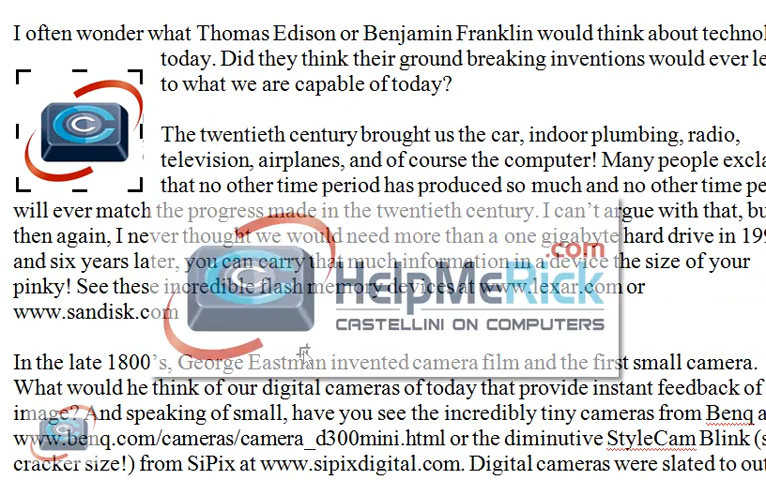 I often wonder what Thomas Edison or Benjamin Franklin would think about
today. Did they think their ground breaking inventions would ever
to what we are capable of today?
The twentieth century brought us the car, indoor plumbing, radio,
television, airplanes, and of course the computer! Many people
that no other time period has produced so much and no other time
will ever match the progress made in the twentieth century. I can't argue with that,
then again, I never thought we would need more than a one gigabyte hard drive in
and six years later, you can carry that much information in a device the size of your
pinky! See these incredible flash memory devices at www.lexar.com or
www.sandisk.com
HelpMeRick.com
CASTELLINI ON COMPUTERS
In the late 1800's, George Eastman invented camera film and the first small camera.
What would he think of our digital cameras of today that provide instant feedback of
image? And speaking of small, have you see the incredibly tiny cameras from Benq
www.benq.com/cameras/camera_d300mini.html or the diminutive StyleCam Blink
cracker size!) from SiPix at www.sipixdigital.com. Digital cameras were slated to